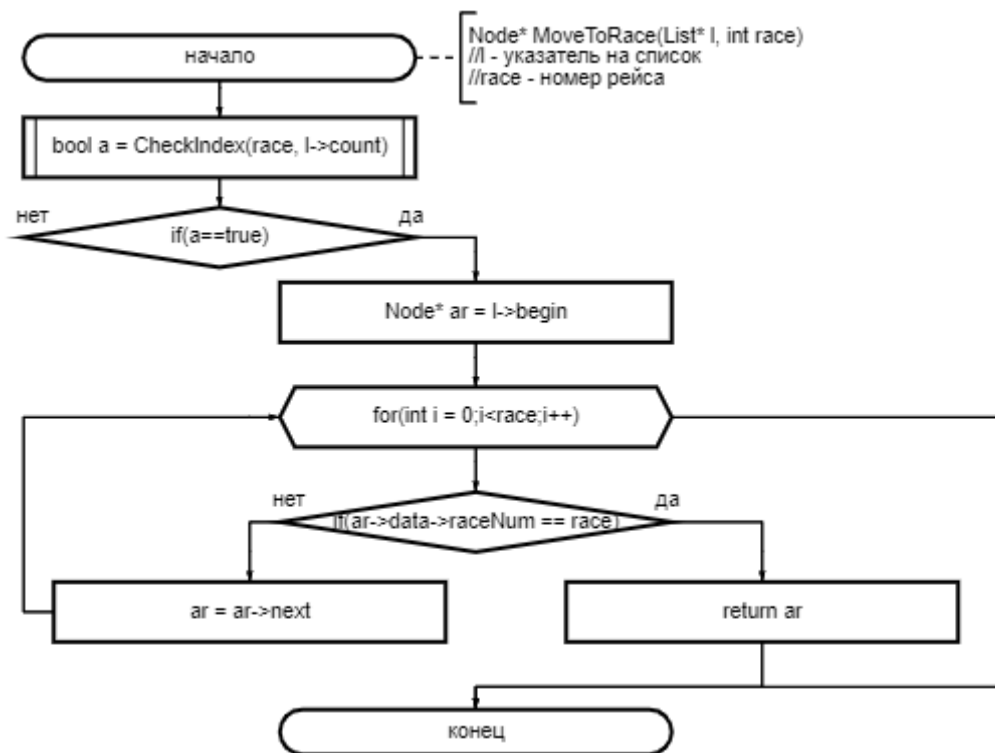 начало
Node* MoveToRace(List* l, int race)
//l - указатель на список
//race - номер рейса
bool a = CheckIndex(race, l->count)
нет
да
if(a==true)
Node* ar = l->begin
for(int i = 0;i<race;i++)
нет
да
if(ar->data->raceNum == race)
ar = ar->next
return ar
конец